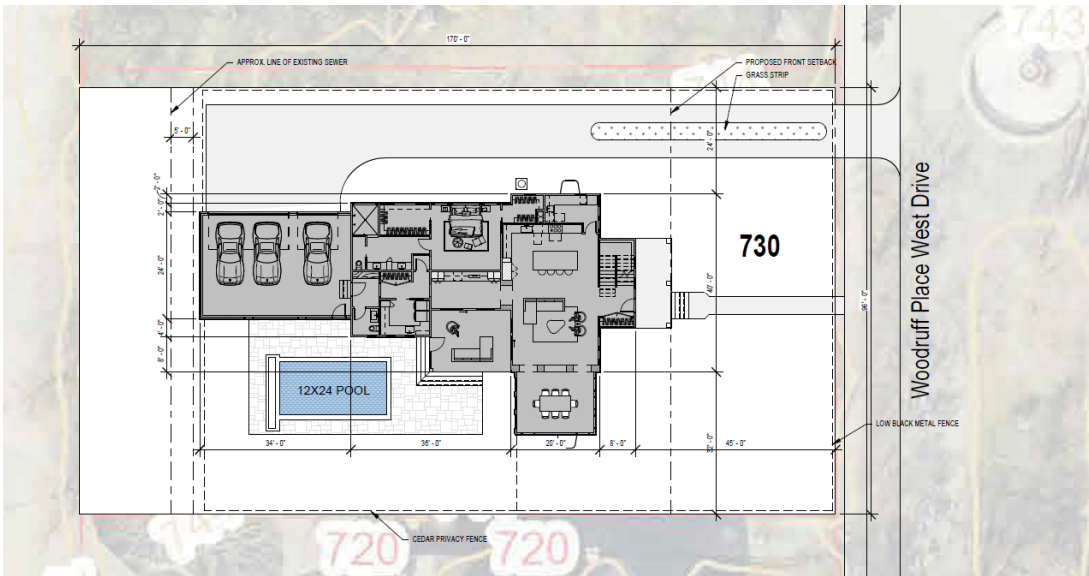 743
170' - 0"
APPROX. LINE OF EXISTING SEWER
PROPOSED FRONT SETBACK
GRASS STRIP
5' - 0"
24' - 0"
2' - 0"
2' - 0"
730
Woodruff Place West Drive
24' - 0"
40' - 0"
96' - 0"
4' - 0"
8' - 0"
12X24 POOL
LOW BLACK METAL FENCE
34' - 0"
36' - 0"
20' - 0"
8' - 0"
32' - 0"
45' - 0"
CEDAR PRIVACY FENCE
720
720